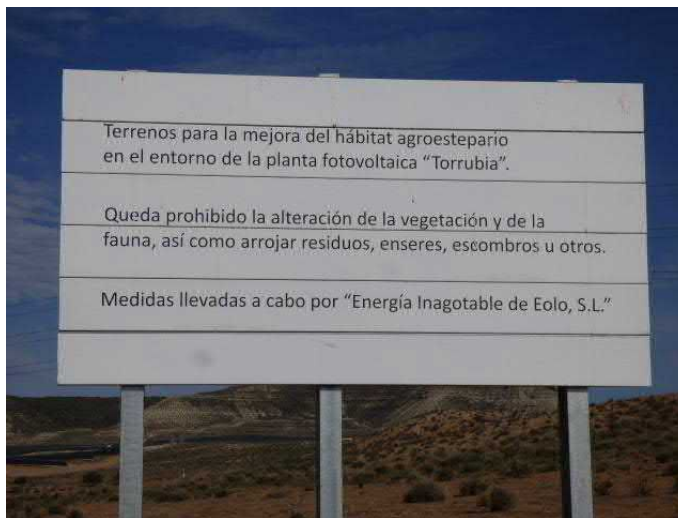 Terrenos para la mejora del hábitat agroestepario
en el entorno de la planta fotovoltaica “Torrubia”.
Queda prohibido la alteración de la vegetación y de la
fauna, así como arrojar residuos, enseres, escombros u otros.
Medidas llevadas a cabo por “Energía Inagotable de Eolo, S.L.”